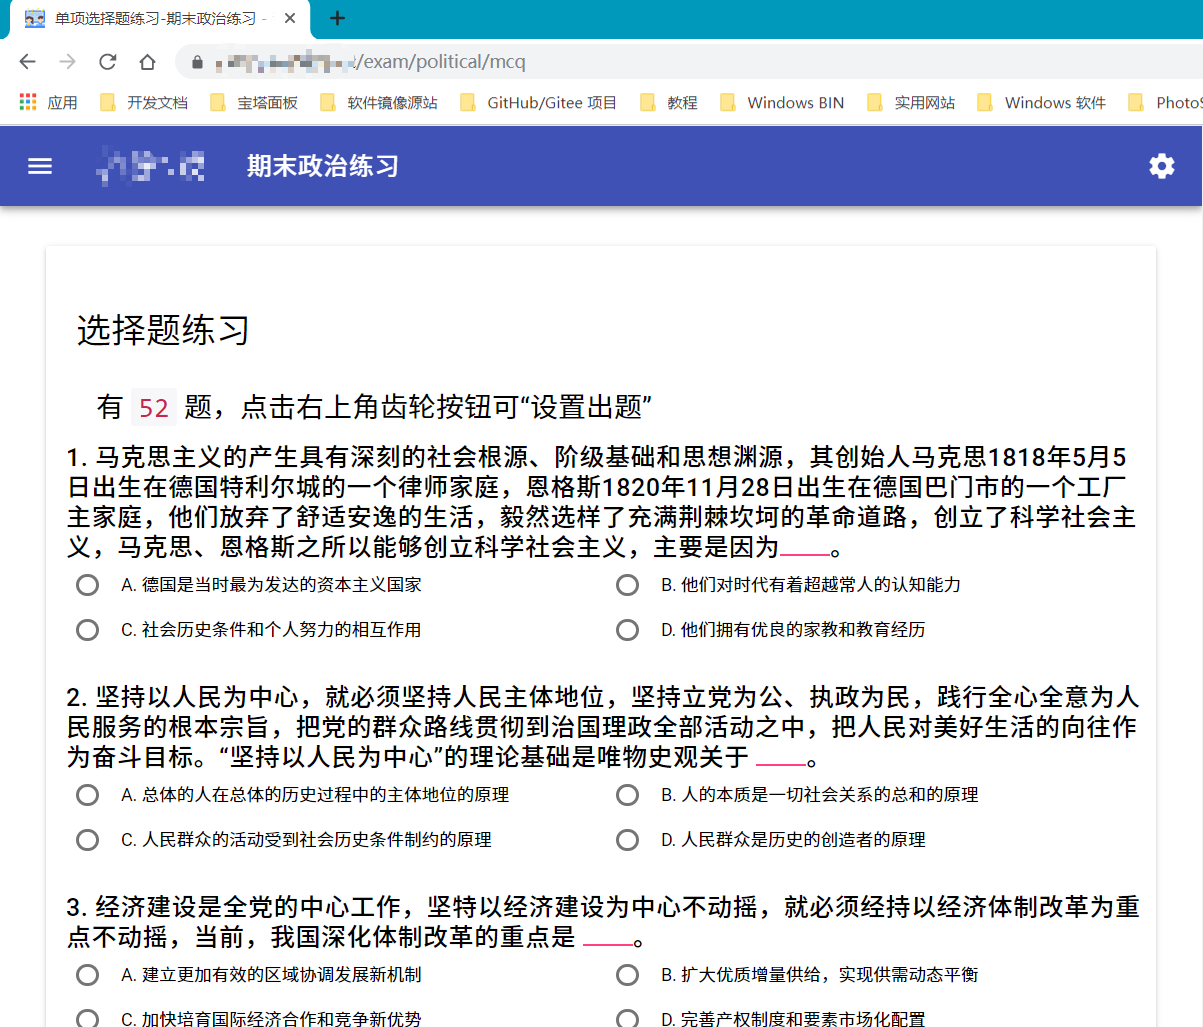 单项选择题练习-期末政治练习 -
/exam/political/mcq
应用 开发文档 宝塔面板 软件镜像源站 GitHub/Gitee 项目 教程 Windows BIN 实用网站 Windows 软件 PhotoS
期末政治练习
选择题练习
有 52 题，点击右上角齿轮按钮可“设置出题”
1. 马克思主义的产生具有深刻的社会根源、阶级基础和思想渊源，其创始人马克思1818年5月5
日出生在德国特利尔城的一个律师家庭，恩格斯1820年11月28日出生在德国巴门市的一个工厂
主家庭，他们放弃了舒适安逸的生活，毅然选样了充满荆棘坎坷的革命道路，创立了科学社会主
义，马克思、恩格斯之所以能够创立科学社会主义，主要是因为____。
A. 德国是当时最为发达的资本主义国家 B. 他们对时代有着超越常人的认知能力
C. 社会历史条件和个人努力的相互作用 D. 他们拥有优良的家教和教育经历
2. 坚持以人民为中心，就必须坚持人民主体地位，坚持立党为公、执政为民，践行全心全意为人
民服务的根本宗旨，把党的群众路线贯彻到治国理政全部活动之中，把人民对美好生活的向往作
为奋斗目标。“坚持以人民为中心”的理论基础是唯物史观关于 ____。
A. 总体的人在总体的历史过程中的主体地位的原理 B. 人的本质是一切社会关系的总和的原理
C. 人民群众的活动受到社会历史条件制约的原理 D. 人民群众是历史的创造者的原理
3. 经济建设是全党的中心工作，坚特以经济建设为中心不动摇，就必须经持以经济体制改革为重
点不动摇，当前，我国深化体制改革的重点是 ____。
A. 建立更加有效的区域协调发展新机制 B. 扩大优质增量供给，实现供需动态平衡
C. 加快培育国际经济合作和竞争新优势 D. 完善产权制度和要素市场化配置